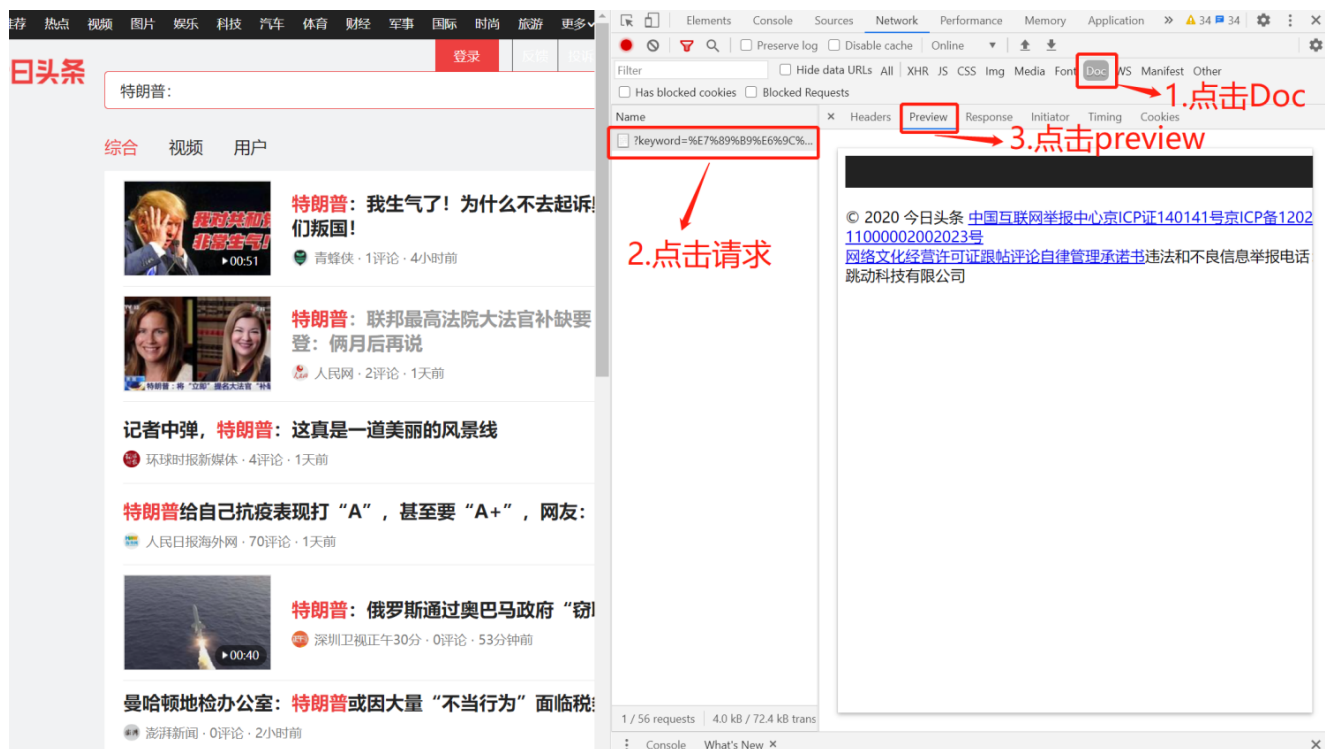 荐 热点 视频 图片 娱乐 科技 汽车 体育 财经 军事 国际 时尚 旅游 更多
登录
日头条
特朗普:
综合 视频 用户
我对共和
非常生气!
00:51
特朗普：我生气了！为什么不去起诉
们叛国！
青蜂侠 · 1评论 · 4小时前
特朗普：将“立即”提名大法官“补
特朗普：联邦最高法院大法官补缺要
登：俩月后再说
人民网 · 2评论 · 1天前
记者中弹，特朗普：这真是一道美丽的风景线
环球时报新媒体 · 4评论 · 1天前
特朗普给自己抗疫表现打“A”，甚至要“A+”，网友：
人民日报海外网 · 70评论 · 1天前
00:40
特朗普：俄罗斯通过奥巴马政府“窃
深圳卫视正午30分 · 0评论 · 53分钟前
曼哈顿地检办公室：特朗普或因大量“不当行为”面临税
澎湃新闻 · 0评论 · 2小时前
Elements Console Sources Network Performance Memory Application » 34 34
Preserve log Disable cache Online
Filter Hide data URLs All XHR JS CSS Img Media Font Doc WS Manifest Other
Has blocked cookies Blocked Requests
1.点击Doc
Name × Headers Preview Response Initiator Timing Cookies
?keyword=%E7%89%B9%E6%9C%...
3.点击preview
2.点击请求
© 2020 今日头条 中国互联网举报中心京ICP证140141号京ICP备1202
11000002002023号
网络文化经营许可证跟帖评论自律管理承诺书违法和不良信息举报电话
跳动科技有限公司
1 / 56 requests 4.0 kB / 72.4 kB trans
Console What's New ×